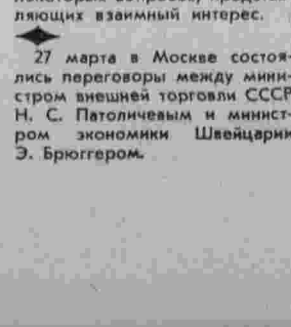 ляющих взаимный интерес.
27 марта в Москве состоя-
лись переговоры между мини-
стром внешней торговли СССР
Н. С. Патоличевым и минист-
ром экономики Швейцарии
Э. Брюггером.